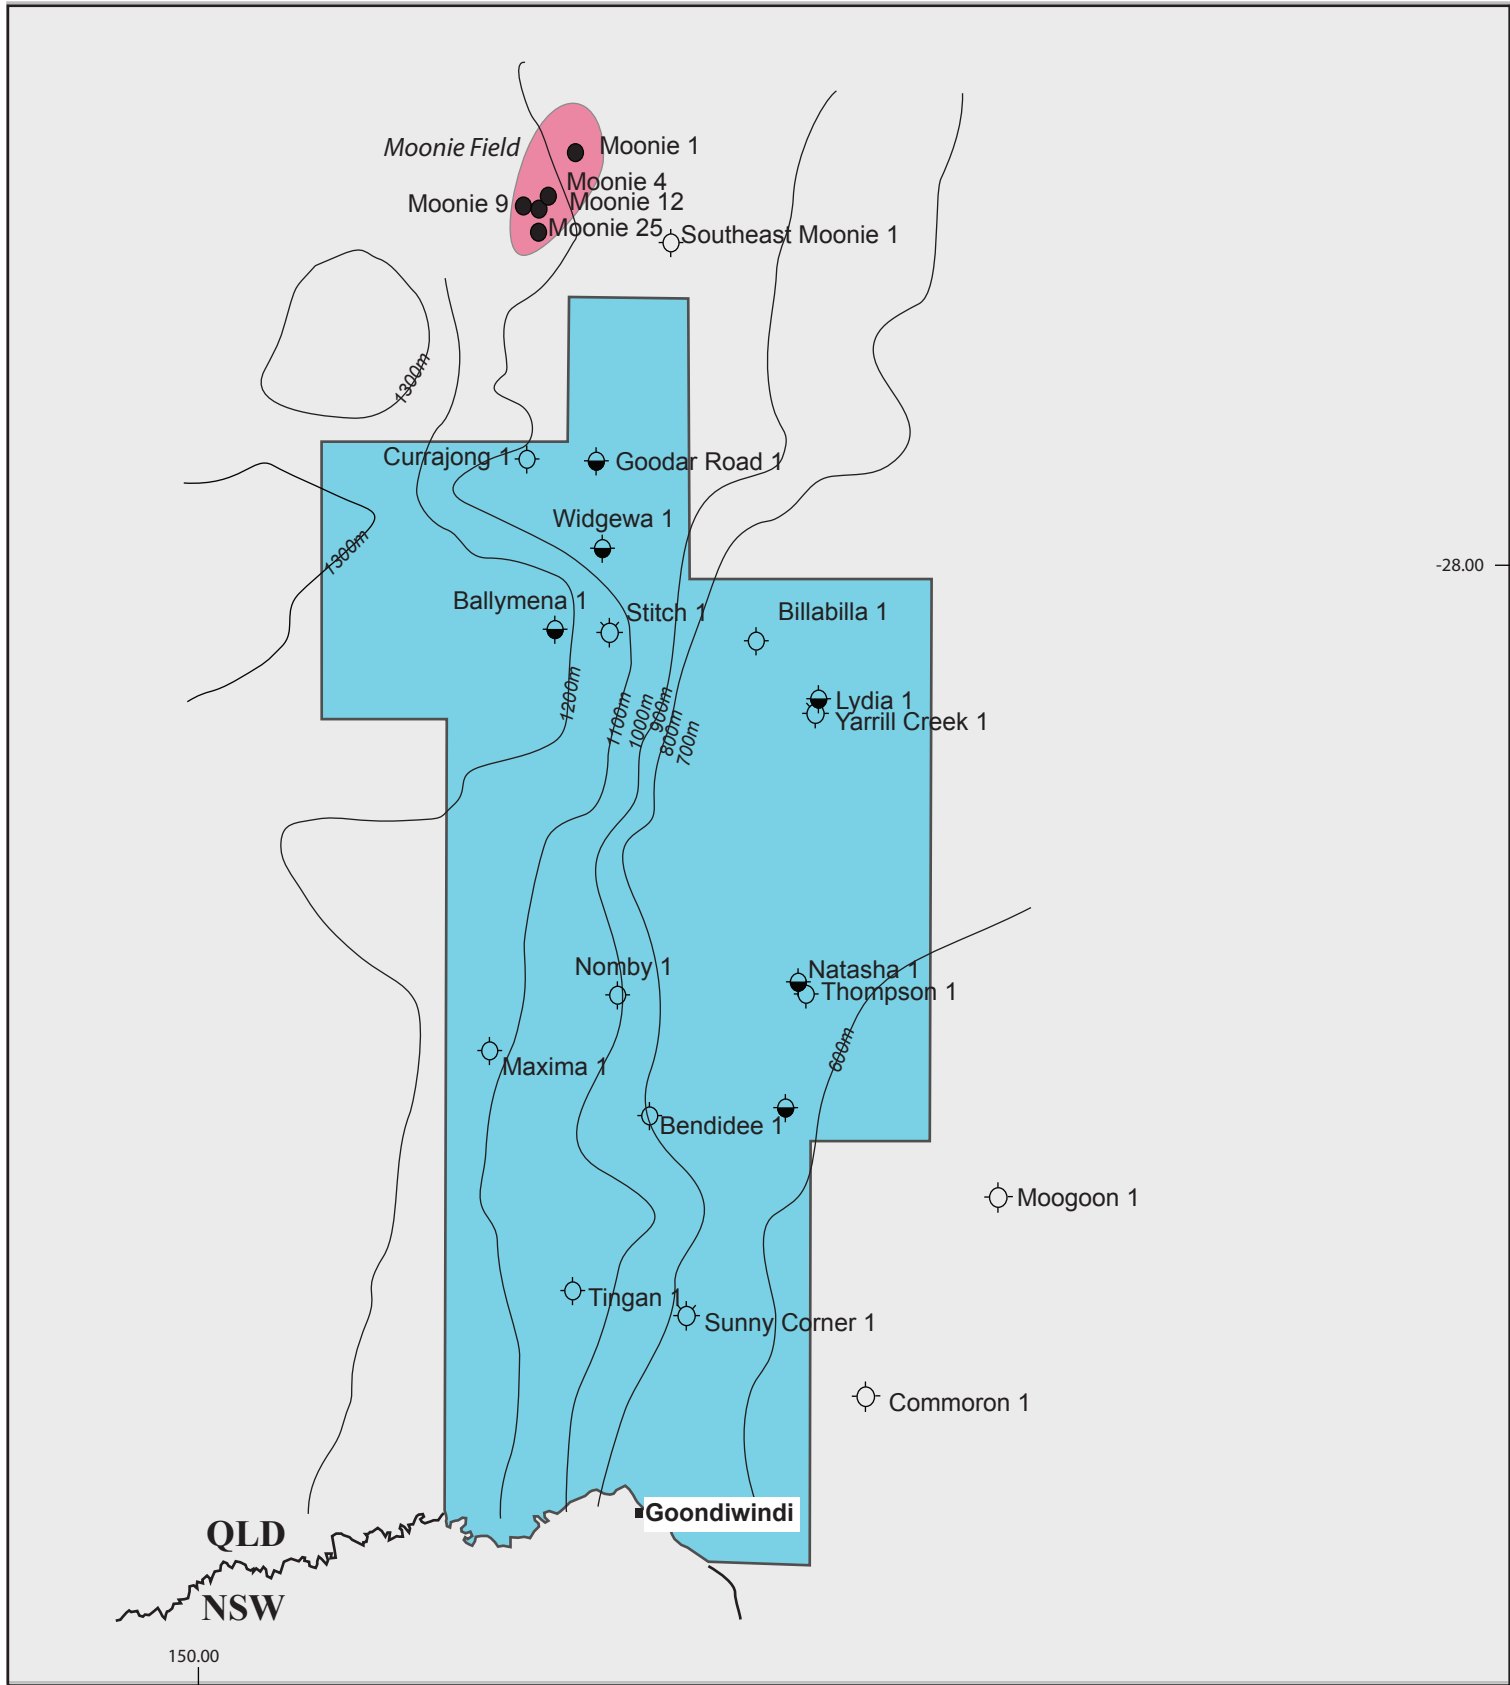 Moonie Field
Moonie 1
Moonie 4
Moonie 9
Moonie 12
Moonie 25
Southeast Moonie 1
1300m
Currajong 1
Goodar Road 1
Widgewa 1
1300m
-28.00
Ballymena 1
Stitch 1
Billabilla 1
1200m
1100m
1000m
900m
800m
700m
Lydia 1
Yarrill Creek 1
Nomby 1
Natasha 1
Thompson 1
600m
Maxima 1
Bendidee 1
Moogoon 1
Tingan 1
Sunny Corner 1
Commoron 1
Goondiwindi
QLD
NSW
150.00